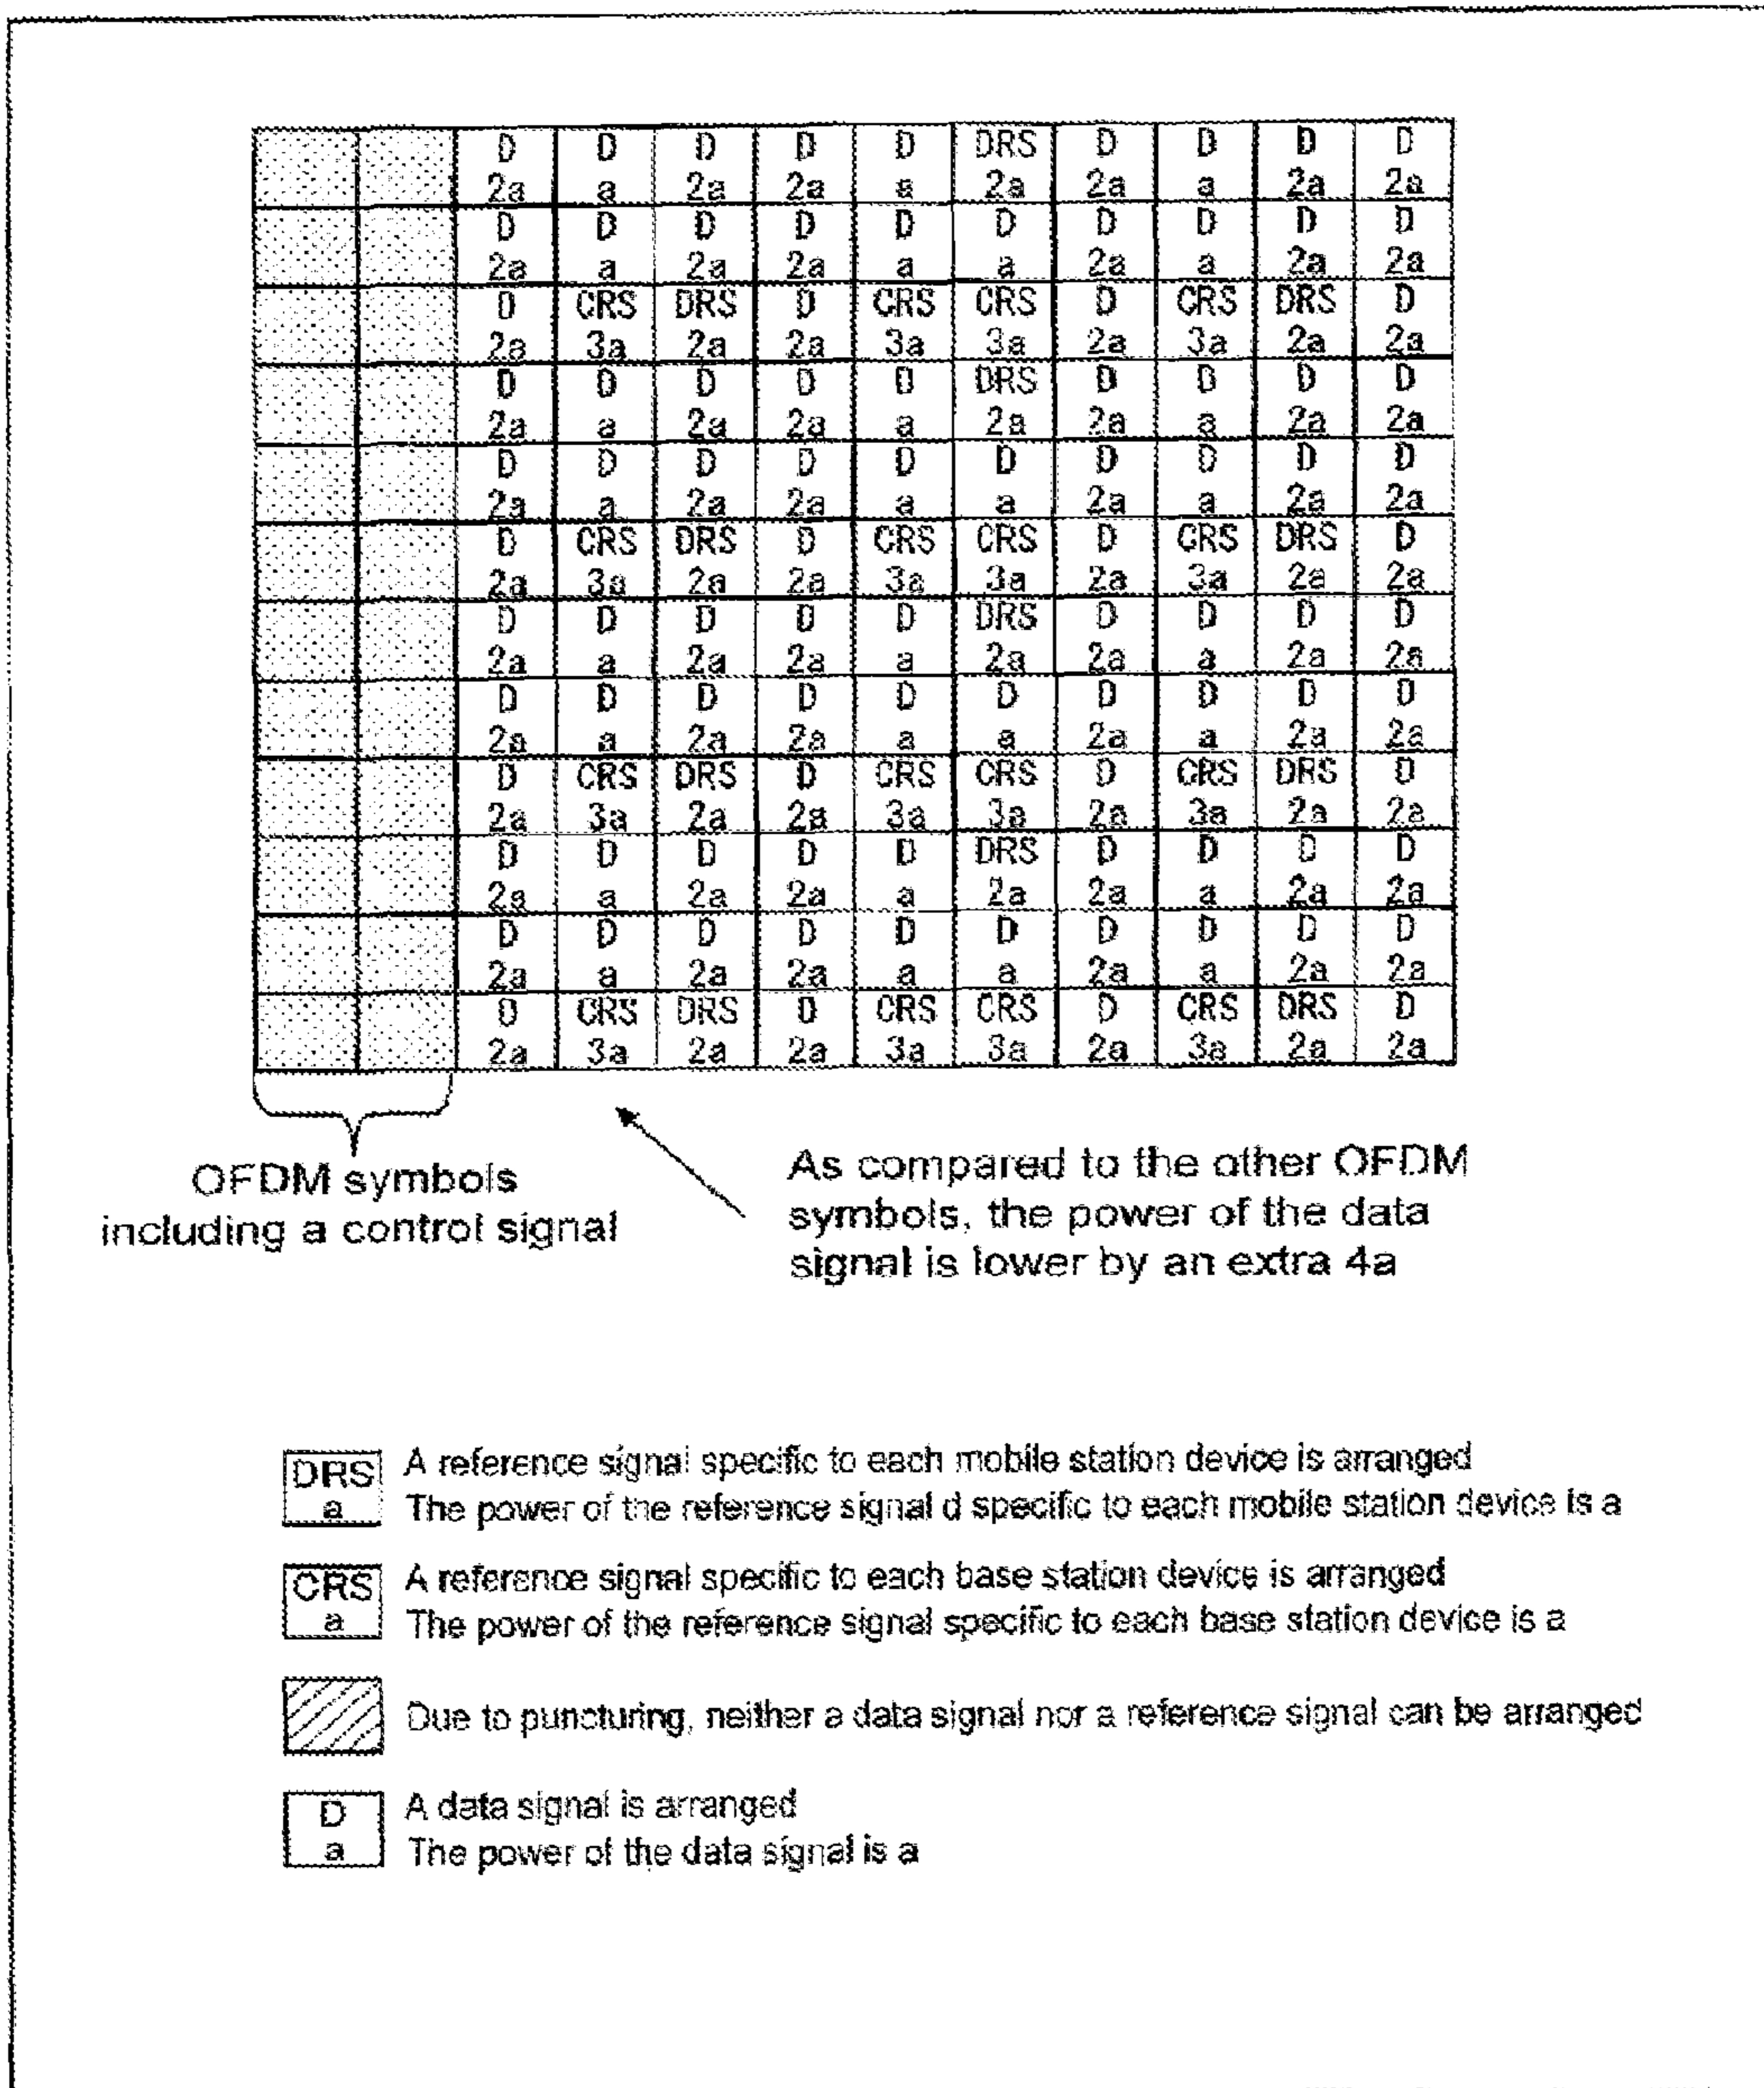 D D D D D DRS D D D D
2a a 2a 2a a 2a 2a a 2a 2a
D D D D D D D D D D
2a a 2a 2a a a 2a a 2a 2a
D CRS DRS D CRS CRS D CRS DRS D
2a 3a 2a 2a 3a 3a 2a 3a 2a 2a
D D D D D DRS D D D D
2a a 2a 2a a 2a 2a a 2a 2a
D D D D D D D D D D
2a a 2a 2a a a 2a a 2a 2a
D CRS DRS D CRS CRS D CRS DRS D
2a 3a 2a 2a 3a 3a 2a 3a 2a 2a
D D D D D DRS D D D D
2a a 2a 2a a 2a 2a a 2a 2a
D D D D D D D D D D
2a a 2a 2a a a 2a a 2a 2a
D CRS DRS D CRS CRS D CRS DRS D
2a 3a 2a 2a 3a 3a 2a 3a 2a 2a
D D D D D DRS D D D D
2a a 2a 2a a 2a 2a a 2a 2a
D D D D D D D D D D
2a a 2a 2a a a 2a a 2a 2a
D CRS DRS D CRS CRS D CRS DRS D
2a 3a 2a 2a 3a 3a 2a 3a 2a 2a
OFDM symbols
including a control signal
As compared to the other OFDM
symbols, the power of the data
signal is lower by an extra 4a
DRS A reference signal specific to each mobile station device is arranged
a The power of the reference signal d specific to each mobile station device is a
CRS A reference signal specific to each base station device is arranged
a The power of the reference signal specific to each base station device is a
Due to puncturing, neither a data signal nor a reference signal can be arranged
D A data signal is arranged
a The power of the data signal is a